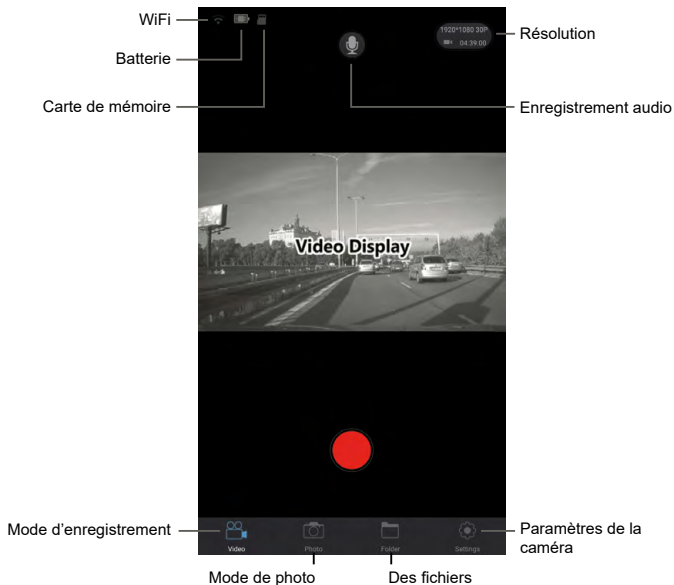 WiFi
Batterie
Carte de mémoire
1920*1080 30P
04:39:00
Résolution
Enregistrement audio
Video Display
Mode d’enregistrement
Video
Photo
Folder
Settings
Paramètres de la
caméra
Mode de photo
Des fichiers